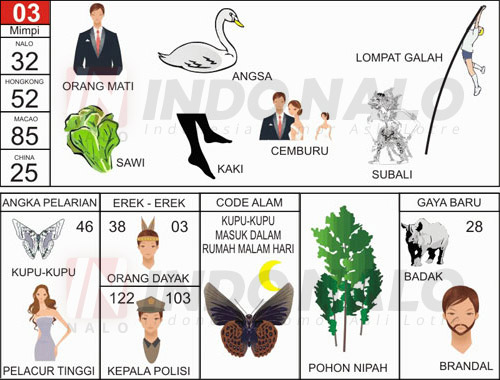 03
Mimpi
NALO
32
HONGKONG
52
MACAO
85
CHINA
25
ORANG MATI
ANGSA
LOMPAT GALAH
INDONALO
SAWI
KAKI
CEMBURU
SUBALI
ANGKA PELARIAN
46
KUPU-KUPU
PELACUR TINGGI
EREK - EREK
38 03
ORANG DAYAK
122 103
KEPALA POLISI
CODE ALAM
KUPU-KUPU
MASUK DALAM
RUMAH MALAM HARI
POHON NIPAH
GAYA BARU
28
BADAK
BRANDAL
INDONALO